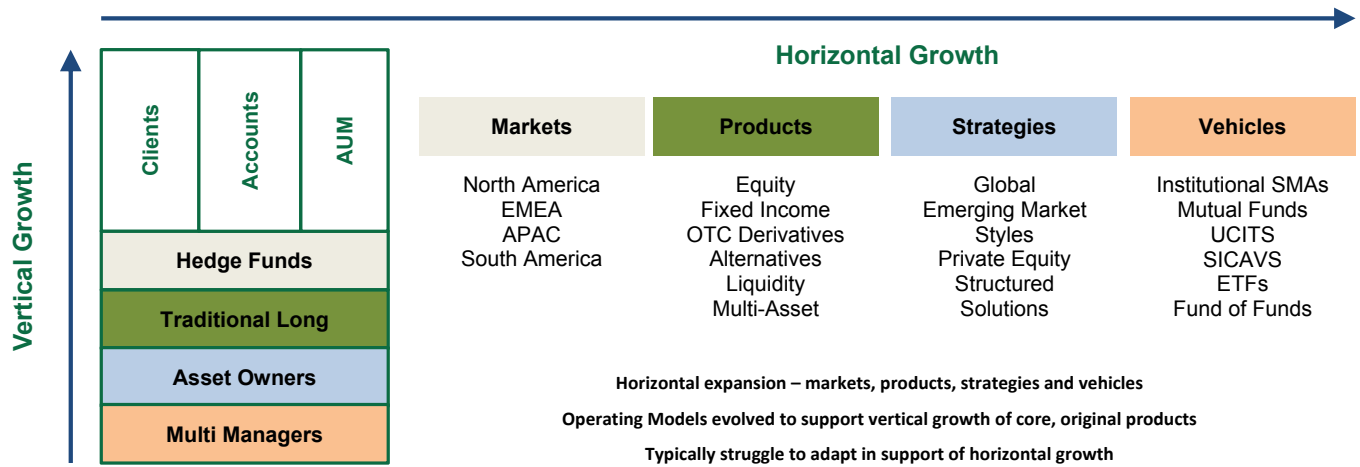 Horizontal Growth
Vertical Growth
Clients
Accounts
AUM
Hedge Funds
Traditional Long
Asset Owners
Multi Managers
Markets
North America
EMEA
APAC
South America
Products
Equity
Fixed Income
OTC Derivatives
Alternatives
Liquidity
Multi-Asset
Strategies
Global
Emerging Market
Styles
Private Equity
Structured
Solutions
Vehicles
Institutional SMAs
Mutual Funds
UCITS
SICAVS
ETFs
Fund of Funds
Horizontal expansion – markets, products, strategies and vehicles
Operating Models evolved to support vertical growth of core, original products
Typically struggle to adapt in support of horizontal growth